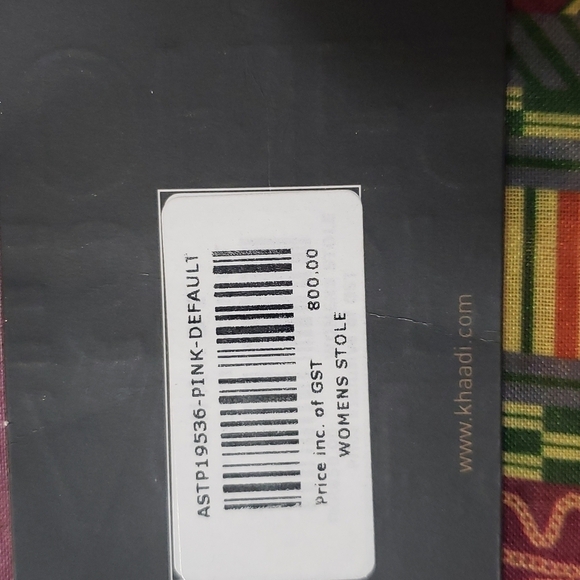 ASTP19536-PINK-DEFAULT
Price inc. of GST 800.00
WOMENS STOLE
www.khaadi.com